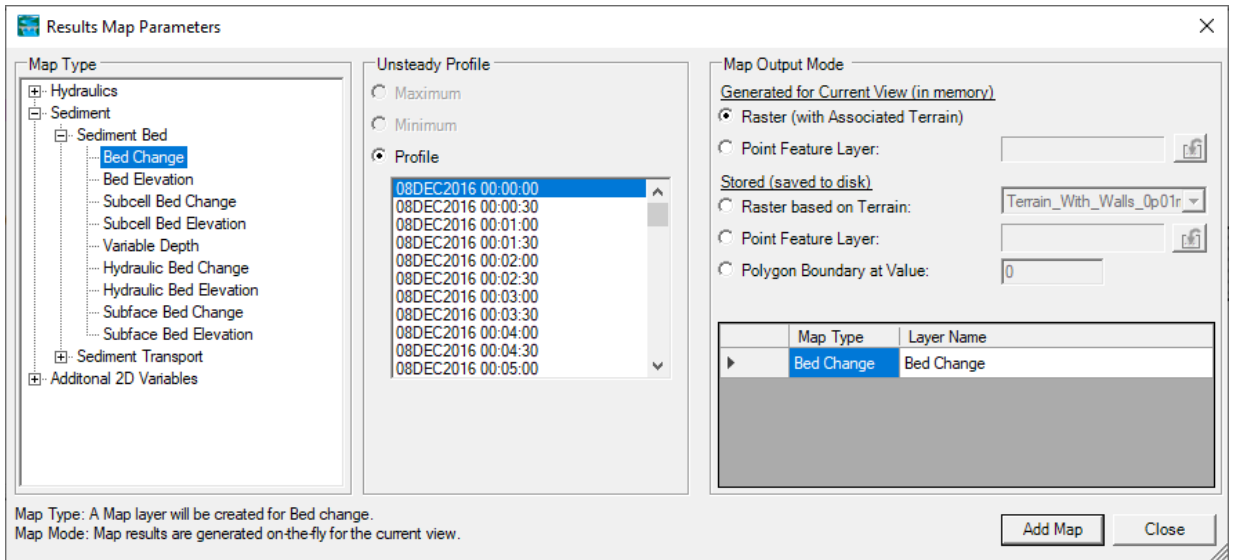 Results Map Parameters
Map Type
Hydraulics
Sediment
Sediment Bed
Bed Change
Bed Elevation
Subcell Bed Change
Subcell Bed Elevation
Variable Depth
Hydraulic Bed Change
Hydraulic Bed Elevation
Subface Bed Change
Subface Bed Elevation
Sediment Transport
Additonal 2D Variables
Unsteady Profile
Maximum
Minimum
Profile
08DEC2016 00:00:00
08DEC2016 00:00:30
08DEC2016 00:01:00
08DEC2016 00:01:30
08DEC2016 00:02:00
08DEC2016 00:02:30
08DEC2016 00:03:00
08DEC2016 00:03:30
08DEC2016 00:04:00
08DEC2016 00:04:30
08DEC2016 00:05:00
Map Output Mode
Generated for Current View (in memory)
Raster (with Associated Terrain)
Point Feature Layer:
Stored (saved to disk)
Raster based on Terrain: Terrain_With_Walls_0p01r
Point Feature Layer:
Polygon Boundary at Value: 0
Map Type Layer Name
Bed Change Bed Change
Map Type: A Map layer will be created for Bed change.
Map Mode: Map results are generated on-the-fly for the current view.
Add Map Close